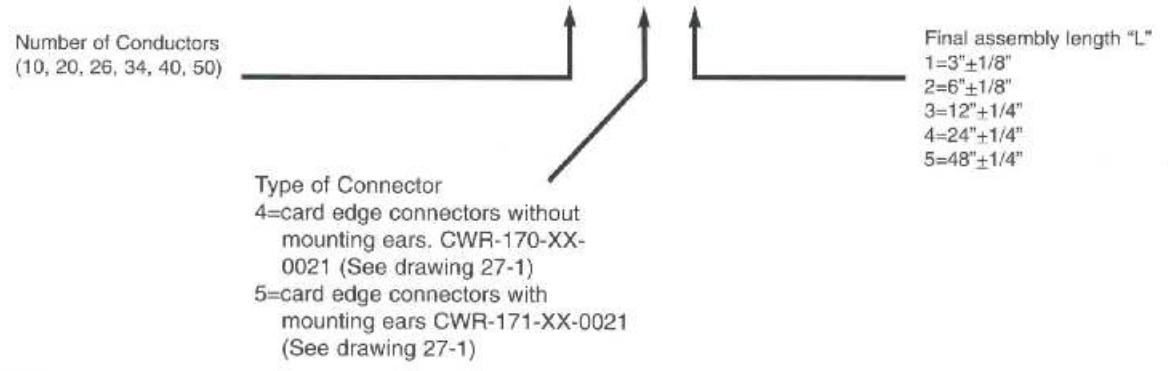 Number of Conductors
(10, 20, 26, 34, 40, 50)
Final assembly length "L"
1=3"±1/8"
2=6"±1/8"
3=12"±1/4"
4=24"±1/4"
5=48"±1/4"
Type of Connector
4=card edge connectors without
mounting ears. CWR-170-XX-
0021 (See drawing 27-1)
5=card edge connectors with
mounting ears CWR-171-XX-0021
(See drawing 27-1)